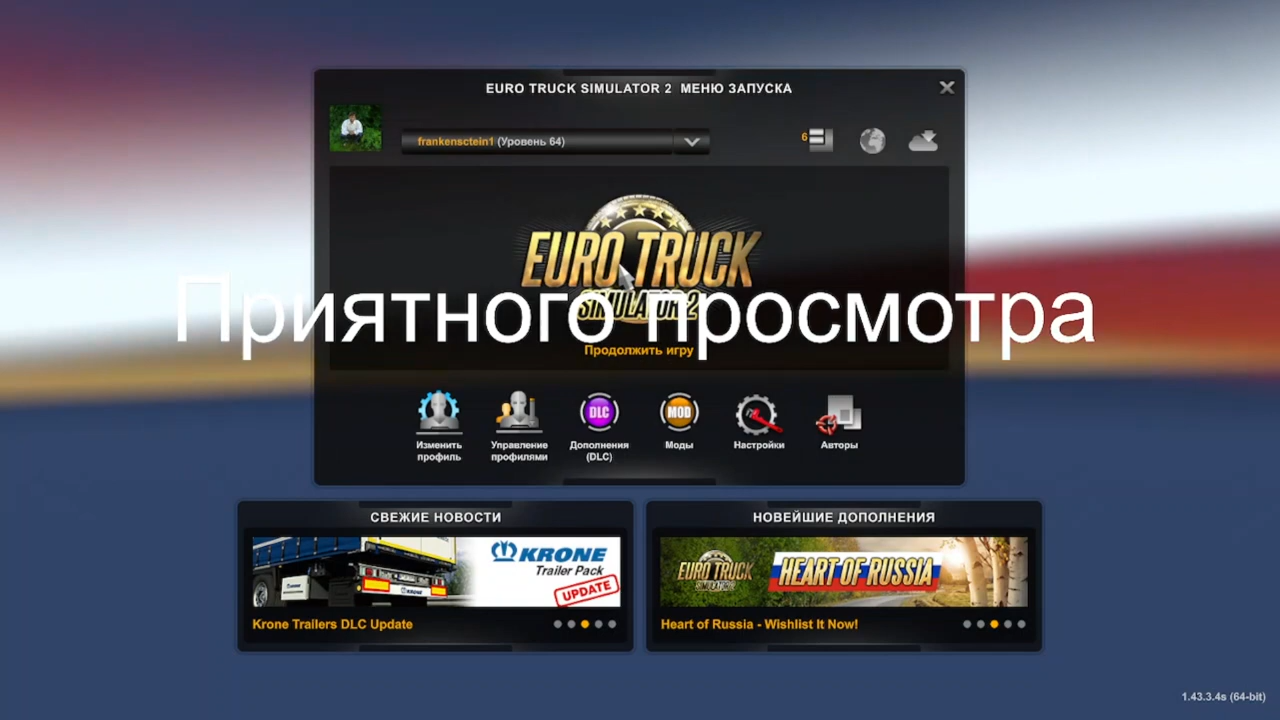 EURO TRUCK SIMULATOR 2 МЕНЮ ЗАПУСКА
frankensctein1 (Уровень 64)
6
EURO TRUCK
SIMULATOR 2
Приятного просмотра
Продолжить игру
DLC
MOD
Изменить профиль
Управление профилями
Дополнения (DLC)
Моды
Настройки
Авторы
СВЕЖИЕ НОВОСТИ
KRONE
Trailer Pack
UPDATE
Krone Trailers DLC Update
НОВЕЙШИЕ ДОПОЛНЕНИЯ
EURO TRUCK
SIMULATOR 2
HEART OF RUSSIA
Heart of Russia - Wishlist It Now!
1.43.3.4s (64-bit)